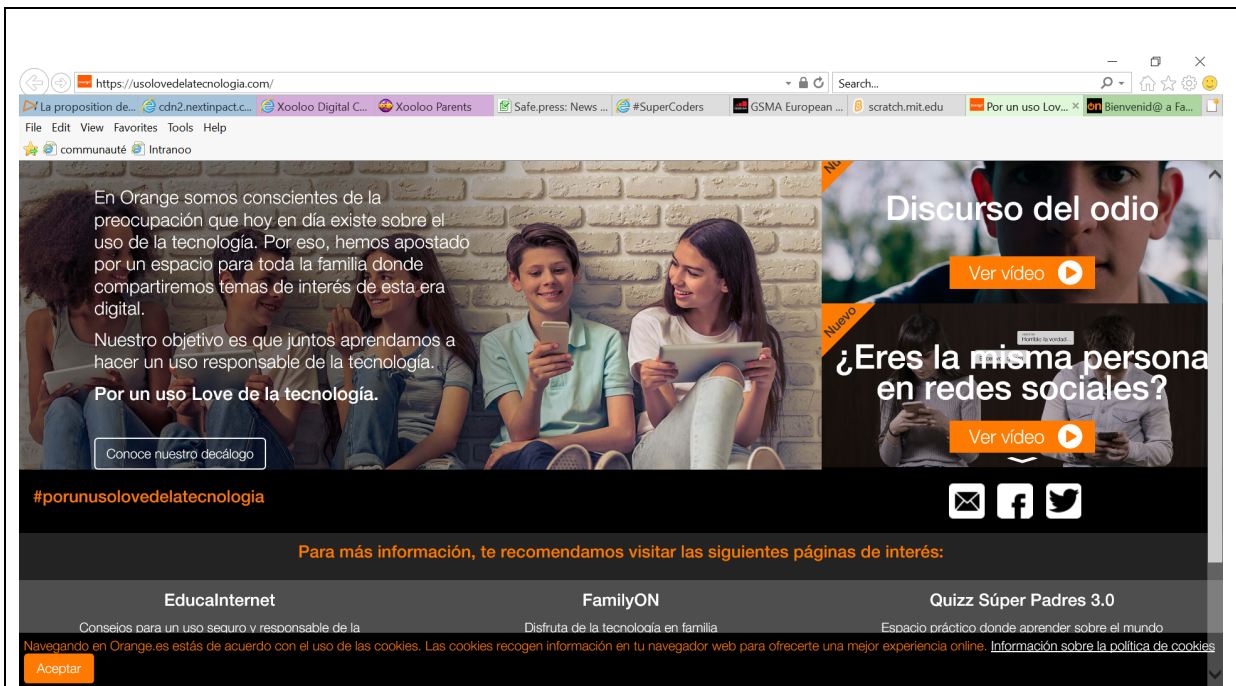 https://usolovedelatecnologia.com/
Search...
La proposition de...
cdn2.nextinpact.c...
Xooloo Digital C...
Xooloo Parents
Safe.press: News ...
#SuperCoders
GSMA European ...
scratch.mit.edu
Por un uso Lov...
Bienvenid@ a Fa...
File Edit View Favorites Tools Help
communauté
Intranoo
En Orange somos conscientes de la
preocupación que hoy en día existe sobre el
uso de la tecnología. Por eso, hemos apostado
por un espacio para toda la familia donde
compartiremos temas de interés de esta era
digital.
Nuestro objetivo es que juntos aprendamos a
hacer un uso responsable de la tecnología.
Por un uso Love de la tecnología.
Conoce nuestro decálogo
Discurso del odio
Ver vídeo
Nuevo
Horrible la verdad...
¿Eres la misma persona
en redes sociales?
Ver vídeo
#porunusolovedelatecnologia
Para más información, te recomendamos visitar las siguientes páginas de interés:
EducaInternet
Consejos para un uso seguro y responsable de la
FamilyON
Disfruta de la tecnología en familia
Quizz Súper Padres 3.0
Espacio práctico donde aprender sobre el mundo
Navegando en Orange.es estás de acuerdo con el uso de las cookies. Las cookies recogen información en tu navegador web para ofrecerte una mejor experiencia online. Información sobre la política de cookies
Aceptar